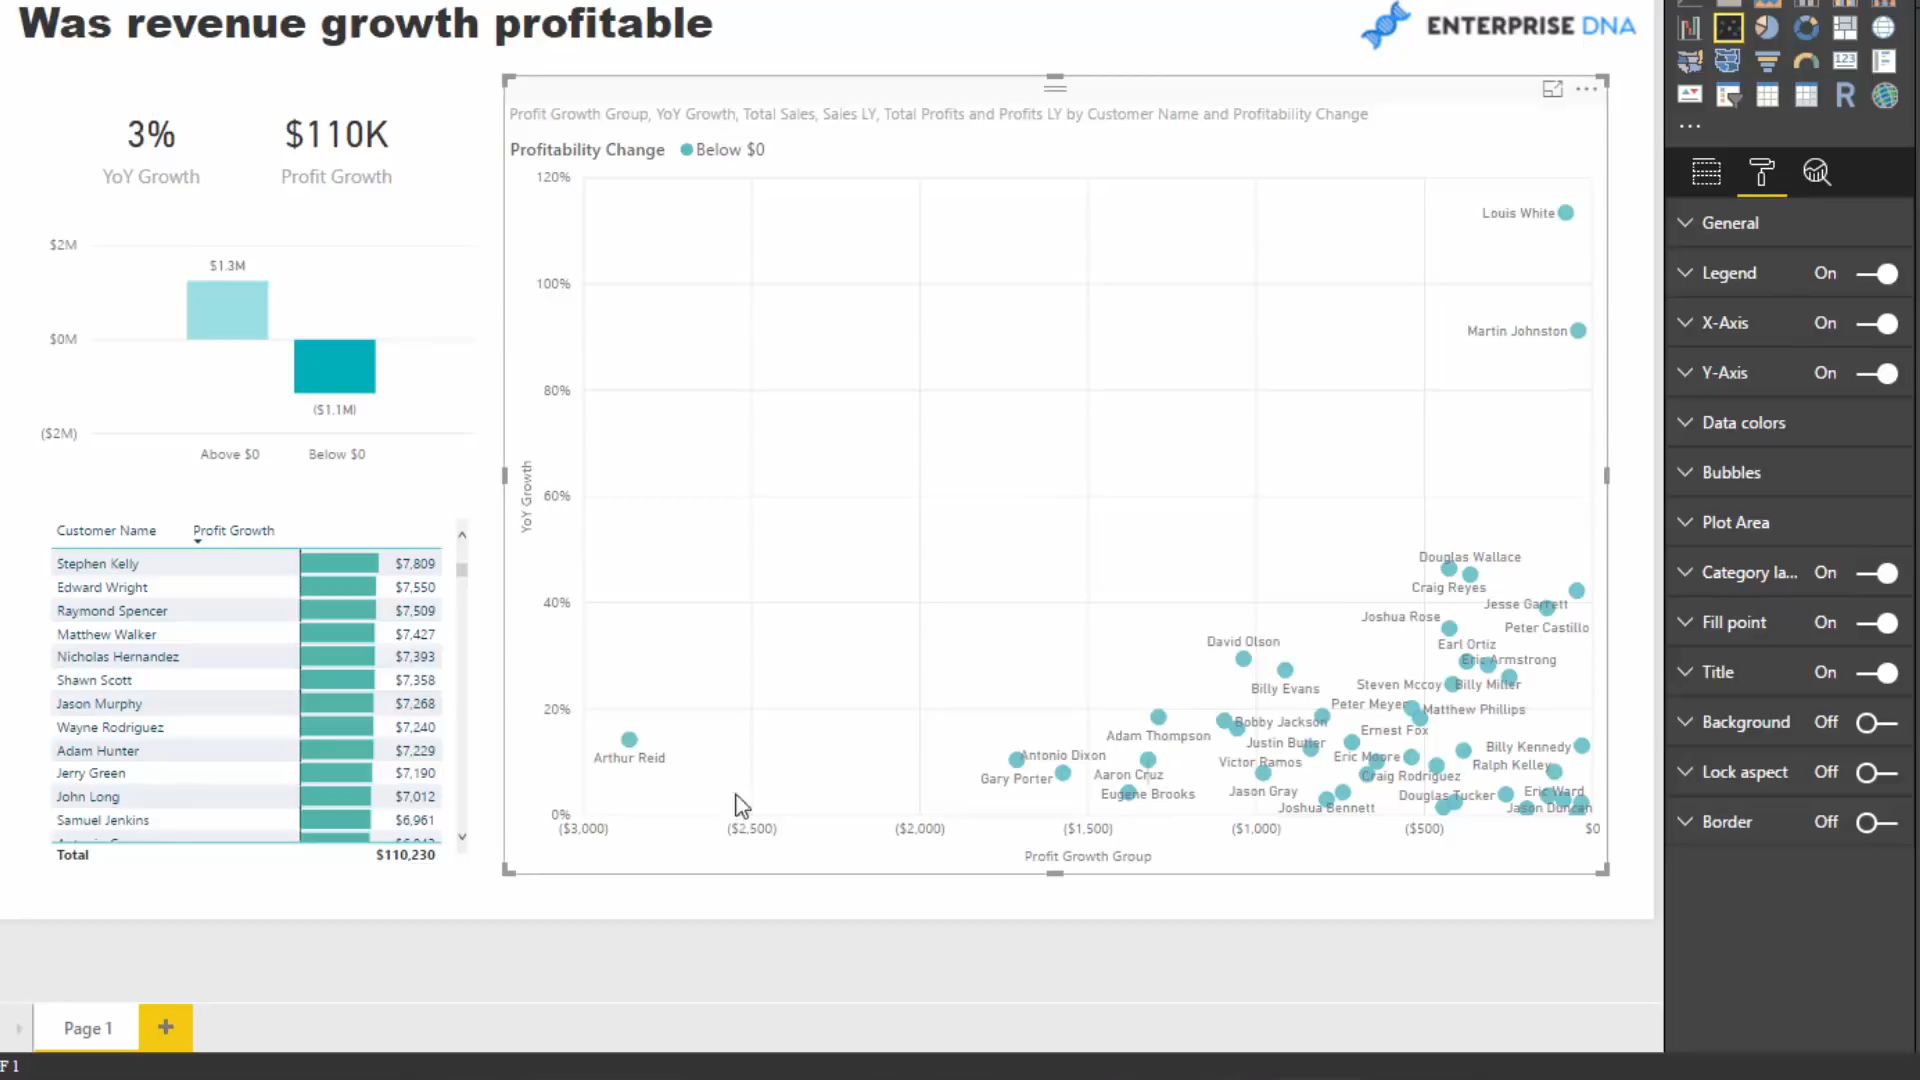 Was revenue growth profitable
ENTERPRISE DNA
3%
YoY Growth
$110K
Profit Growth
$2M
$1.3M
$0M
($1.1M)
($2M)
Above $0
Below $0
Customer Name Profit Growth
Stephen Kelly $7,809
Edward Wright $7,550
Raymond Spencer $7,509
Matthew Walker $7,427
Nicholas Hernandez $7,393
Shawn Scott $7,358
Jason Murphy $7,268
Wayne Rodriguez $7,240
Adam Hunter $7,229
Jerry Green $7,190
John Long $7,012
Samuel Jenkins $6,961
Total $110,230
Profit Growth Group, YoY Growth, Total Sales, Sales LY, Total Profits and Profits LY by Customer Name and Profitability Change
Profitability Change Below $0
120%
100%
80%
60%
40%
20%
0%
YoY Growth
Louis White
Martin Johnston
Douglas Wallace
Craig Reyes
Jesse Garrett
Joshua Rose
Peter Castillo
David Olson
Earl Ortiz
Eric Armstrong
Billy Evans
Steven Mccoy
Billy Miller
Peter Meyer
Matthew Phillips
Bobby Jackson
Adam Thompson
Ernest Fox
Justin Butler
Billy Kennedy
Arthur Reid
Antonio Dixon
Eric Moore
Victor Ramos
Ralph Kelley
Gary Porter
Aaron Cruz
Craig Rodriguez
Eugene Brooks
Jason Gray
Douglas Tucker
Eric Ward
Joshua Bennett
Jason Duncan
($3,000) ($2,500) ($2,000) ($1,500) ($1,000) ($500) $0
Profit Growth Group
123
R
General
Legend On
X-Axis On
Y-Axis On
Data colors
Bubbles
Plot Area
Category la... On
Fill point On
Title On
Background Off
Lock aspect Off
Border Off
Page 1
+
F 1